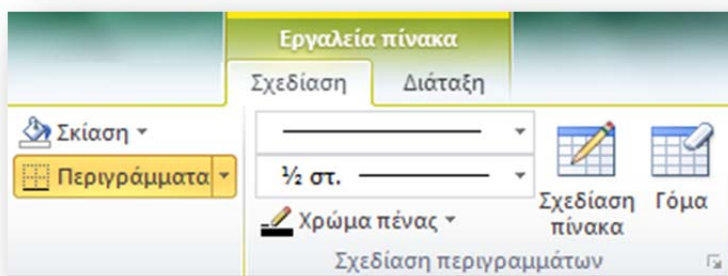 Εργαλεία πίνακα
Σχεδίαση
Διάταξη
Σκίαση
Περιγράμματα
½ στ.
Χρώμα πένας
Σχεδίαση
πίνακα
Γόμα
Σχεδίαση περιγραμμάτων